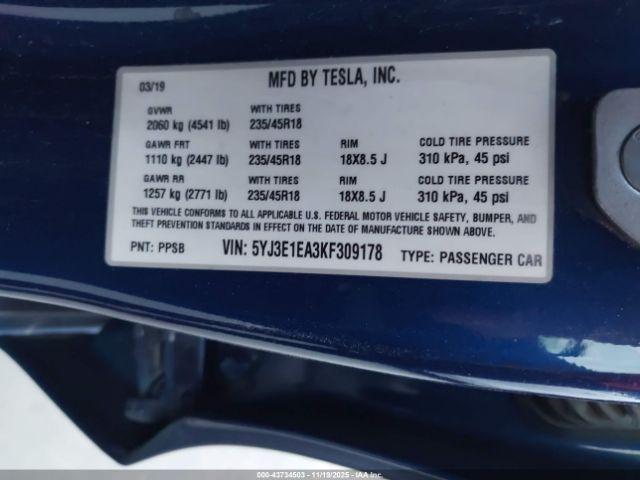 03/19 MFD BY TESLA, INC.
GVWR WITH TIRES
2060 kg (4541 lb) 235/45R18
GAWR FRT WITH TIRES RIM COLD TIRE PRESSURE
1110 kg (2447 lb) 235/45R18 18X8.5 J 310 kPa, 45 psi
GAWR RR WITH TIRES RIM COLD TIRE PRESSURE
1257 kg (2771 lb) 235/45R18 18X8.5 J 310 kPa, 45 psi
THIS VEHICLE CONFORMS TO ALL APPLICABLE U.S. FEDERAL MOTOR VEHICLE SAFETY, BUMPER, AND
THEFT PREVENTION STANDARDS IN EFFECT ON THE DATE OF MANUFACTURE SHOWN ABOVE.
PNT: PPSB VIN: 5YJ3E1EA3KF309178 TYPE: PASSENGER CAR
000-43734503 - 11/19/2025 - IAAI.CA